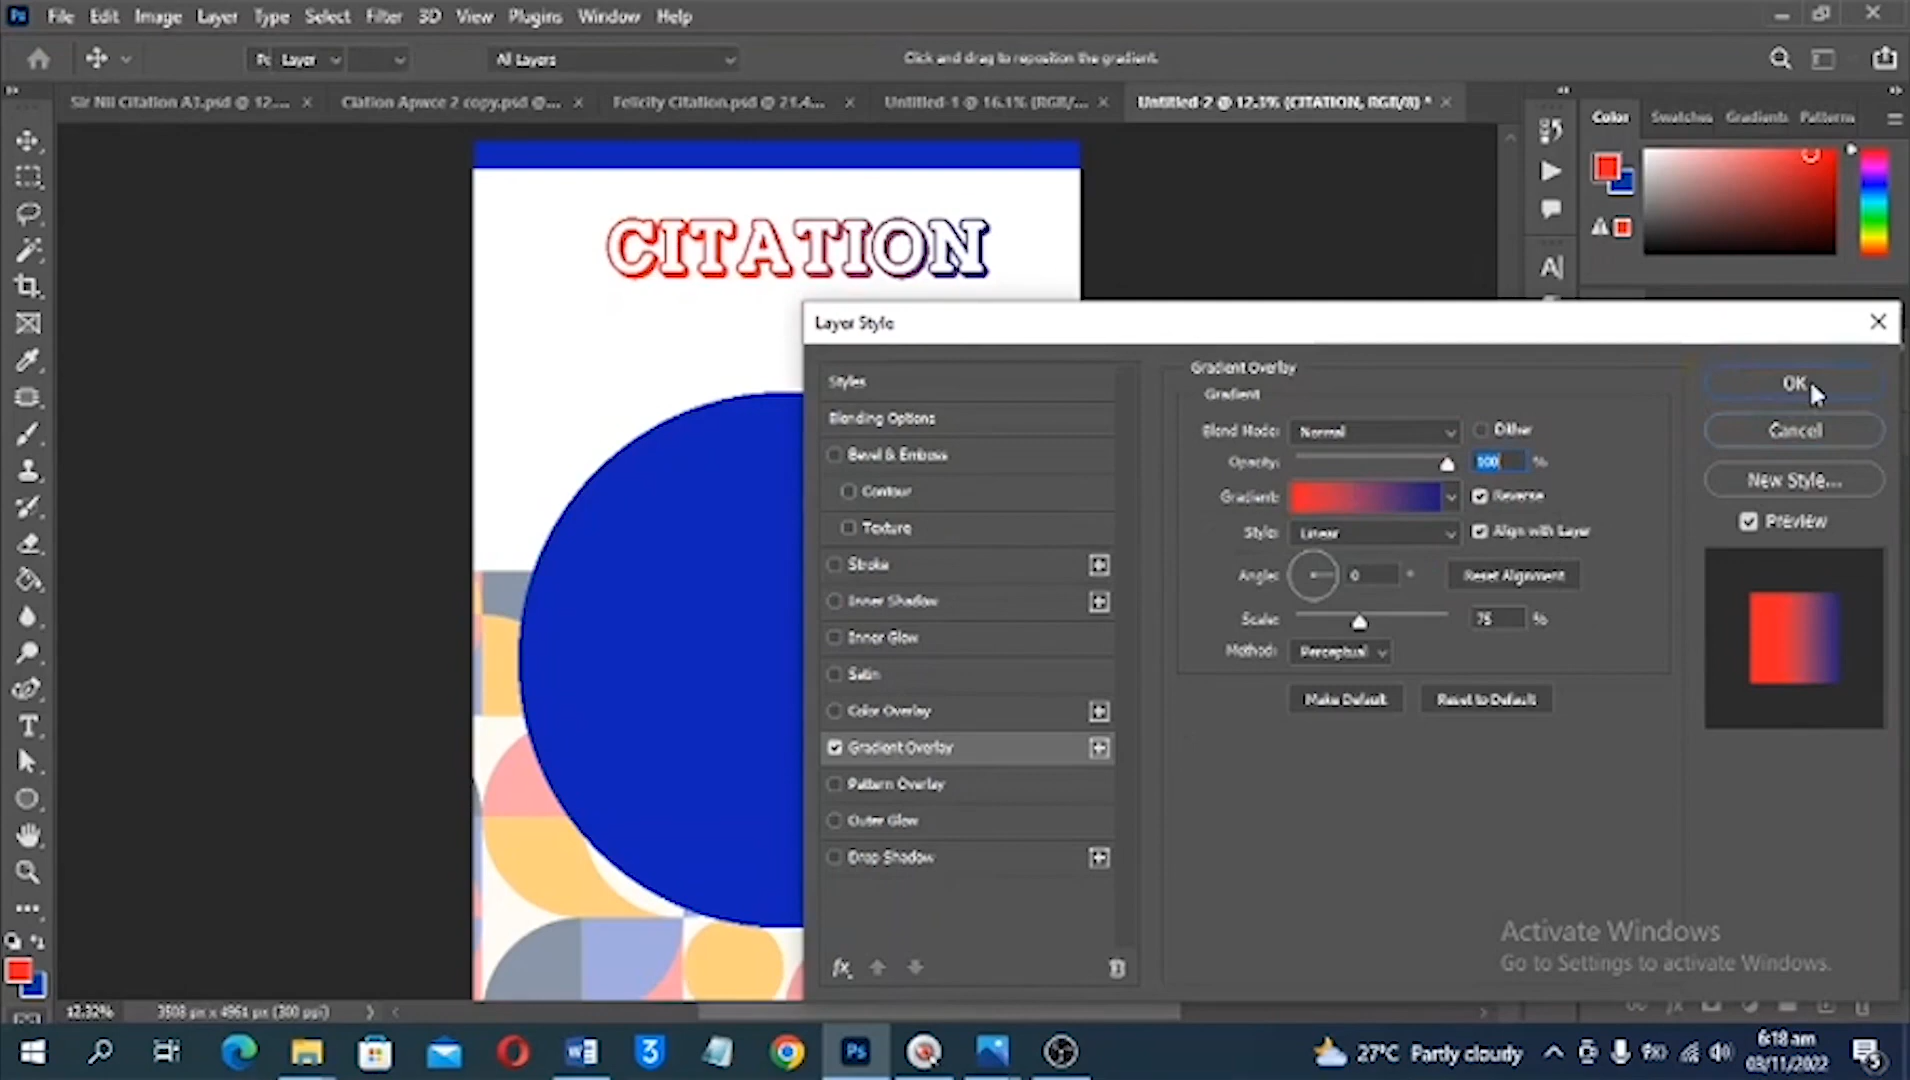 Ps File Edit Image Layer Type Select Filter 3D View Plugins Window Help
Layer All Layers Click and drag to reposition the gradient.
Sir Nil Citation A3.psd @ 12.... × Ciation Apwce 2 copy.psd @... × Felicity Citation.psd @ 21.4... × Untitled-1 @ 16.1% (RGB/... × Untitled-2 @ 12.3% (CITATION, RGB/8) * ×
Color Swatches Gradients Patterns
CITATION
Layer Style
Styles
Blending Options
Bevel & Emboss
Contour
Texture
Stroke
Inner Shadow
Inner Glow
Satin
Color Overlay
Gradient Overlay
Pattern Overlay
Outer Glow
Drop Shadow
fx
Gradient Overlay
Gradient
Blend Mode: Normal Dither
Opacity: 100 %
Gradient: Reverse
Style: Linear Align with Layer
Angle: 0 ° Reset Alignment
Scale: 75 %
Method: Perceptual
Make Default Reset to Default
OK
Cancel
New Style...
Preview
Activate Windows
Go to Settings to activate Windows.
12.32% 3508 px x 4961 px (300 ppi)
27°C Partly cloudy
6:18 am
03/11/2022
5